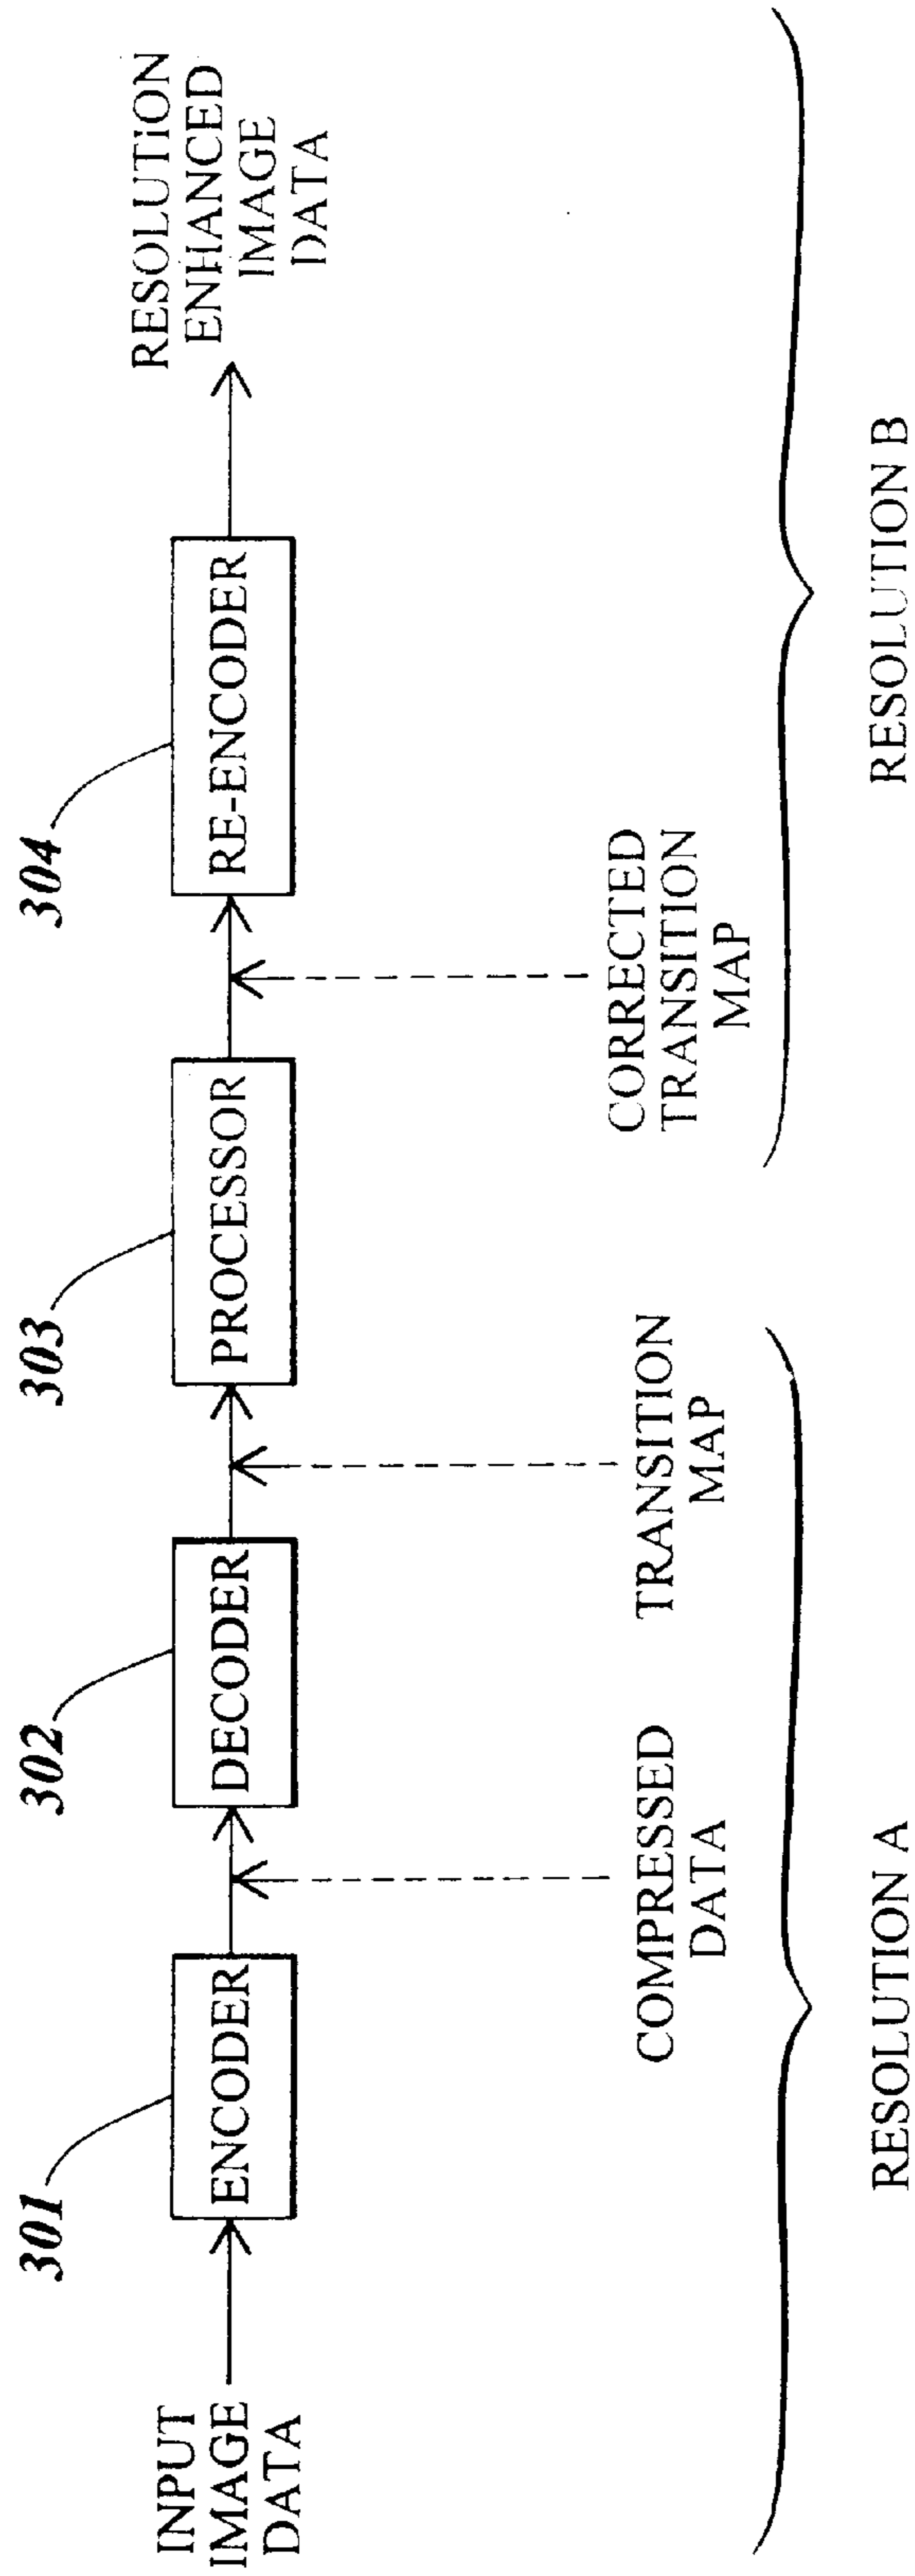 301
302
303
304
INPUT
IMAGE
DATA
ENCODER
DECODER
PROCESSOR
RE-ENCODER
RESOLUTION
ENHANCED
IMAGE
DATA
COMPRESSED
DATA
TRANSITION
MAP
CORRECTED
TRANSITION
MAP
RESOLUTION A
RESOLUTION B